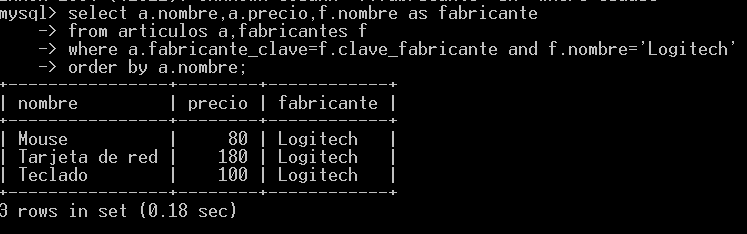 mysql> select a.nombre,a.precio,f.nombre as fabricante
    -> from articulos a,fabricantes f
    -> where a.fabricante_clave=f.clave_fabricante and f.nombre='Logitech'
    -> order by a.nombre;
+----------------+--------+------------+
| nombre         | precio | fabricante |
+----------------+--------+------------+
| Mouse          |     80 | Logitech   |
| Tarjeta de red |    180 | Logitech   |
| Teclado        |    100 | Logitech   |
+----------------+--------+------------+
3 rows in set (0.18 sec)